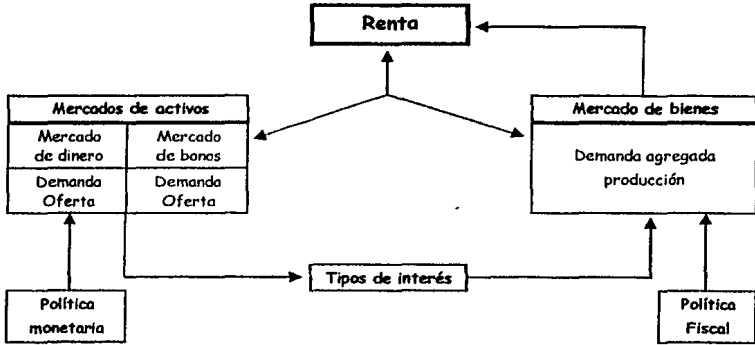 Renta
Mercados de activos
Mercado
de dinero
Mercado
de bonos
Demanda
Oferta
Demanda
Oferta
Mercado de bienes
Demanda agregada
producción
Tipos de interés
Política
monetaria
Política
Fiscal